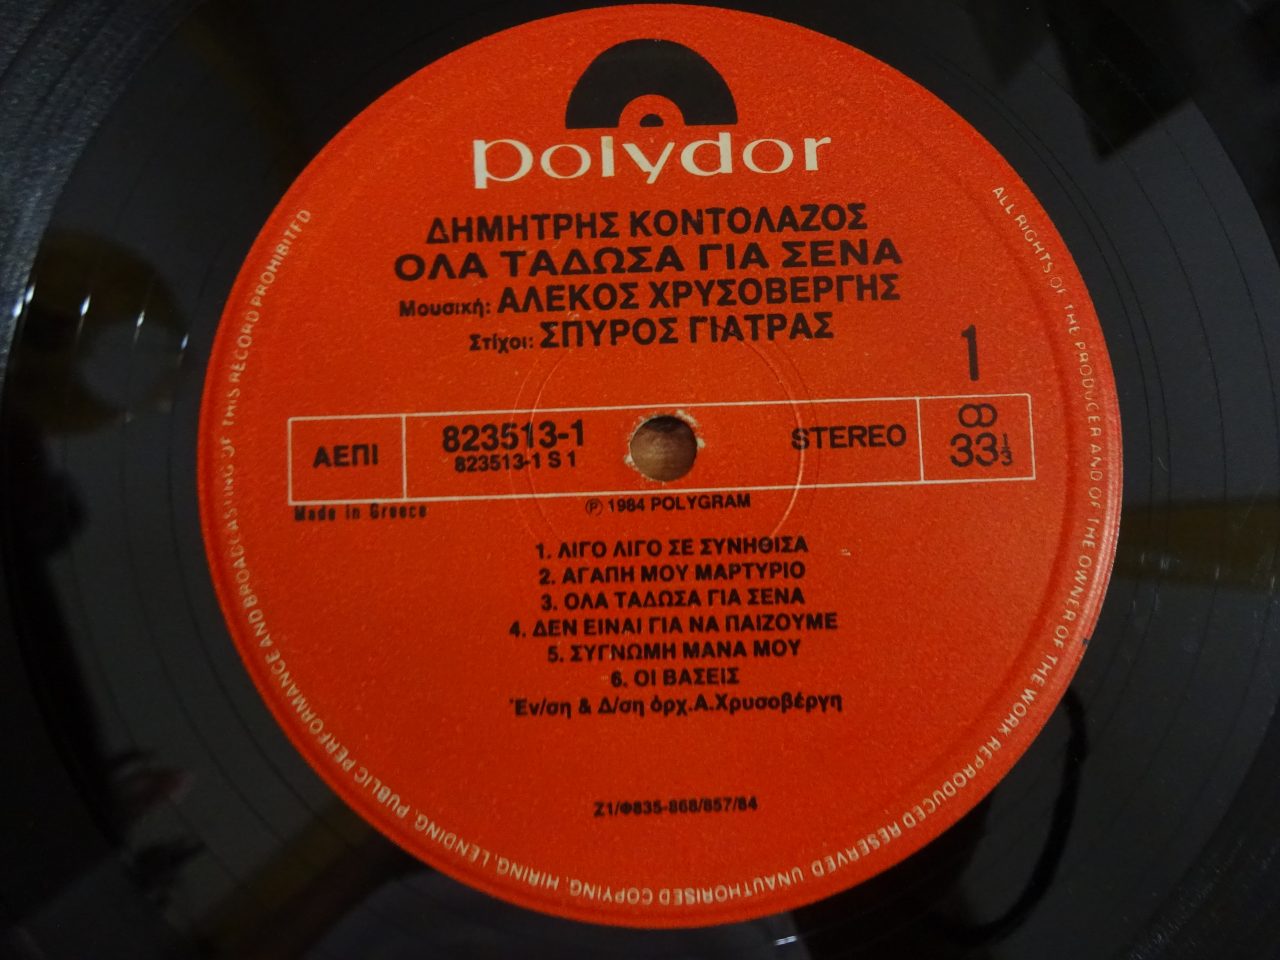 polydor
ΔΗΜΗΤΡΗΣ ΚΟΝΤΟΛΑΖΟΣ
ΟΛΑ ΤΑΔΩΣΑ ΓΙΑ ΣΕΝΑ
Μουσική: ΑΛΕΚΟΣ ΧΡΥΣΟΒΕΡΓΗΣ
Στίχοι: ΣΠΥΡΟΣ ΓΙΑΤΡΑΣ
1
ΑΕΠΙ
823513-1
823513-1 S 1
STEREO
33 1/3
Made in Greece
℗ 1984 POLYGRAM
1. ΛΙΓΟ ΛΙΓΟ ΣΕ ΣΥΝΗΘΙΣΑ
2. ΑΓΑΠΗ ΜΟΥ ΜΑΡΤΥΡΙΟ
3. ΟΛΑ ΤΑΔΩΣΑ ΓΙΑ ΣΕΝΑ
4. ΔΕΝ ΕΙΝΑΙ ΓΙΑ ΝΑ ΠΑΙΖΟΥΜΕ
5. ΣΥΓΝΩΜΗ ΜΑΝΑ ΜΟΥ
6. ΟΙ ΒΑΣΕΙΣ
Ἐν/ση & Δ/ση ὀρχ.Α.Χρυσοβέργη
Ζ1/Φ835-868/857/84
ALL RIGHTS OF THE PRODUCER AND OF THE OWNER OF THE WORK REPRODUCED RESERVED UNAUTHORISED COPYING, HIRING, LENDING, PUBLIC PERFORMANCE AND BROADCASTING OF THIS RECORD PROHIBITED